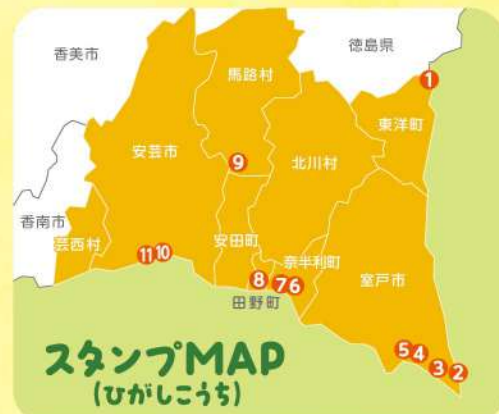 香美市
徳島県
馬路村
1
東洋町
安芸市
9
北川村
香南市
芸西村
安田町
11 10
8
奈半利町
7 6
室戸市
田野町
5 4
3 2
スタンプMAP
(ひがしこうち)